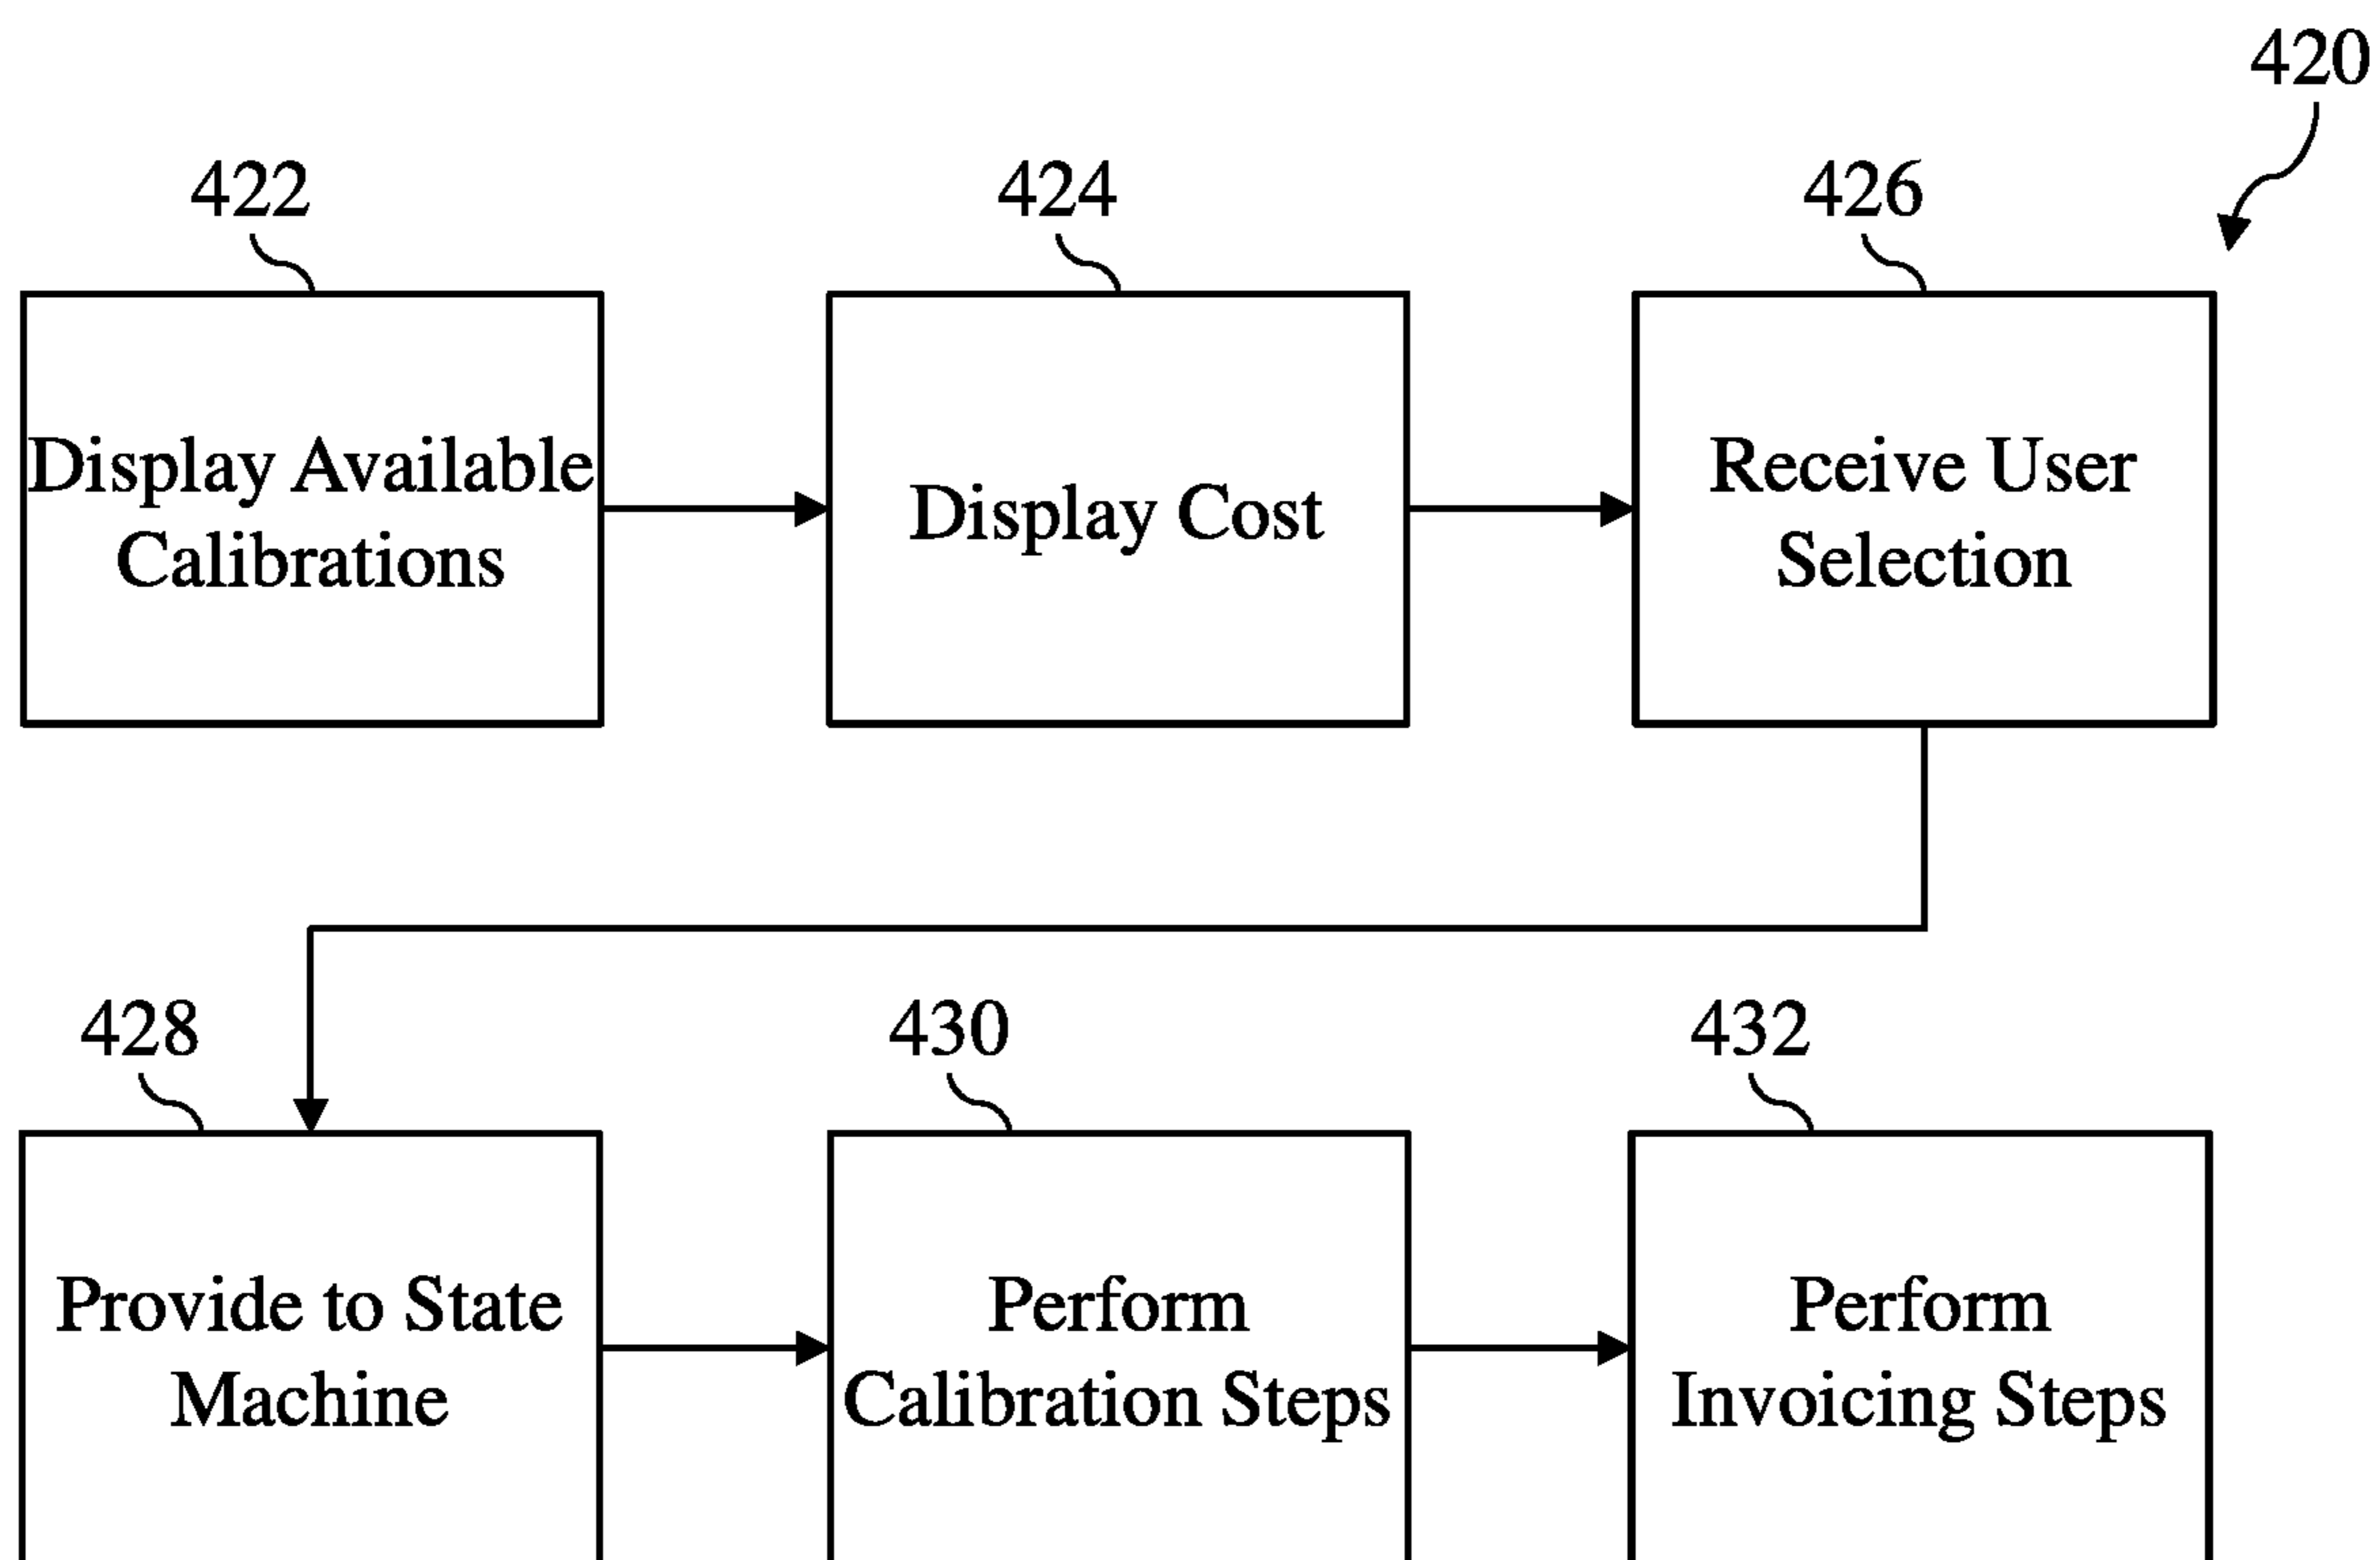 420
422
424
426
Display Available
Calibrations
Display Cost
Receive User
Selection
428
430
432
Provide to State
Machine
Perform
Calibration Steps
Perform
Invoicing Steps